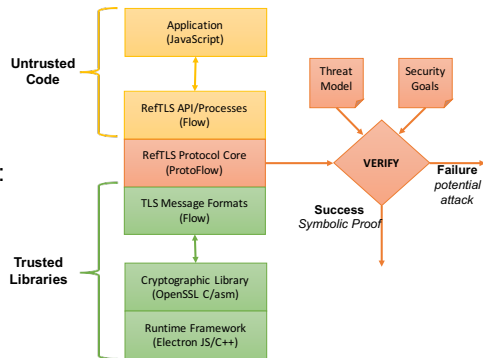 Application
(JavaScript)
Untrusted
Code
RefTLS API/Processes
(Flow)
RefTLS Protocol Core
(ProtoFlow)
TLS Message Formats
(Flow)
Trusted
Libraries
Cryptographic Library
(OpenSSL C/asm)
Runtime Framework
(Electron JS/C++)
Threat
Model
Security
Goals
VERIFY
Failure
potential
attack
Success
Symbolic Proof
: